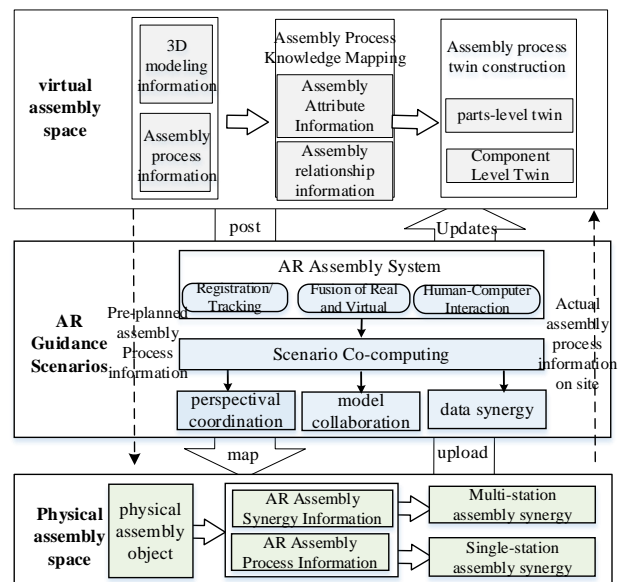 virtual
assembly
space
3D
modeling
information
Assembly
process
information
Assembly Process
Knowledge Mapping
Assembly
Attribute
Information
Assembly
relationship
information
Assembly process
twin construction
parts-level twin
Component
Level Twin
post
Updates
AR
Guidance
Scenarios
Pre-planned
assembly
Process
information
AR Assembly System
Registration/
Tracking
Fusion of Real
and Virtual
Human-Computer
Interaction
Scenario Co-computing
perspectival
coordination
model
collaboration
data synergy
Actual
assembly
process
information
on site
map
upload
Physical
assembly
space
physical
assembly
object
AR Assembly
Synergy Information
AR Assembly
Process Information
Multi-station
assembly synergy
Single-station
assembly synergy